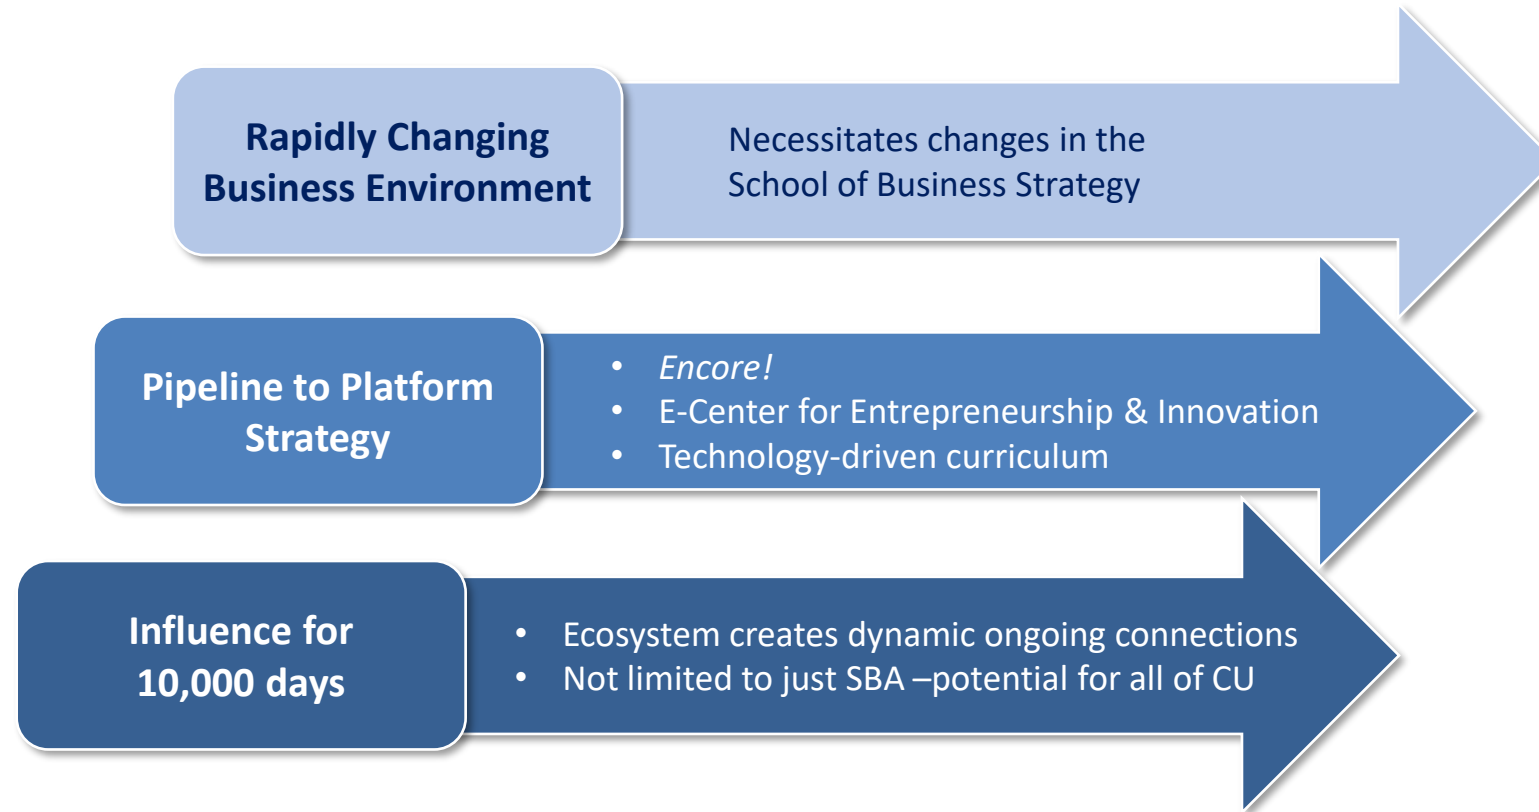 Rapidly Changing
Business Environment
Necessitates changes in the
School of Business Strategy
Pipeline to Platform
Strategy
• Encore!
• E-Center for Entrepreneurship & Innovation
• Technology-driven curriculum
Influence for
10,000 days
• Ecosystem creates dynamic ongoing connections
• Not limited to just SBA –potential for all of CU